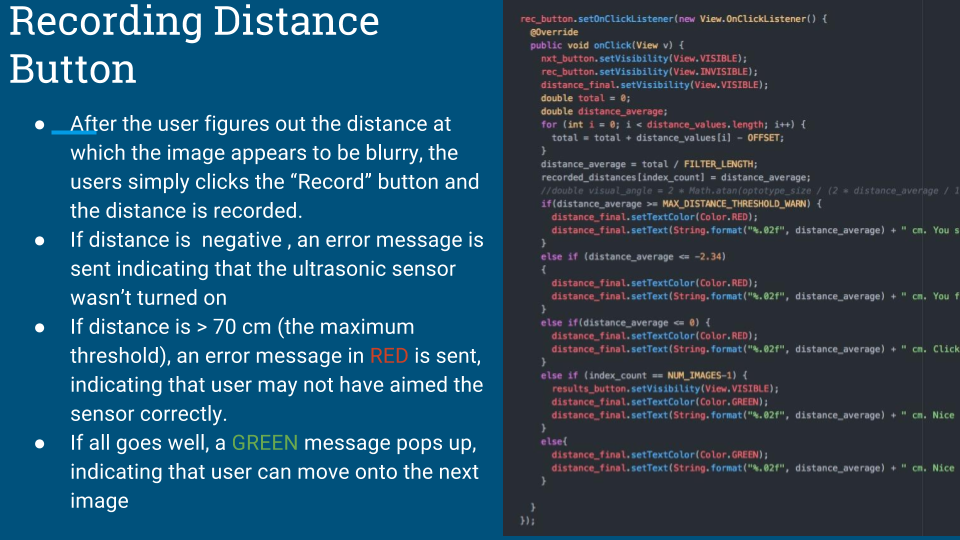 Recording Distance
Button
● After the user figures out the distance at
which the image appears to be blurry, the
users simply clicks the “Record” button and
the distance is recorded.
● If distance is negative , an error message is
sent indicating that the ultrasonic sensor
wasn’t turned on
● If distance is > 70 cm (the maximum
threshold), an error message in RED is sent,
indicating that user may not have aimed the
sensor correctly.
● If all goes well, a GREEN message pops up,
indicating that user can move onto the next
image
rec_button.setOnClickListener(new View.OnClickListener() {
@Override
public void onClick(View v) {
nxt_button.setVisibility(View.VISIBLE);
rec_button.setVisibility(View.INVISIBLE);
distance_final.setVisibility(View.VISIBLE);
double total = 0;
double distance_average;
for (int i = 0; i < distance_values.length; i++) {
total = total + distance_values[i] - OFFSET;
}
distance_average = total / FILTER_LENGTH;
recorded_distances[index_count] = distance_average;
//double visual_angle = 2 * Math.atan(optotype_size / (2 * distance_average / 1
if(distance_average >= MAX_DISTANCE_THRESHOLD_WARN) {
distance_final.setTextColor(Color.RED);
distance_final.setText(String.format("%.02f", distance_average) + " cm. You s
}
else if (distance_average <= -2.34)
{
distance_final.setTextColor(Color.RED);
distance_final.setText(String.format("%.02f", distance_average) + " cm. You f
}
else if(distance_average <= 0) {
distance_final.setTextColor(Color.RED);
distance_final.setText(String.format("%.02f", distance_average) + " cm. Click
}
else if (index_count == NUM_IMAGES-1) {
results_button.setVisibility(View.VISIBLE);
distance_final.setTextColor(Color.GREEN);
distance_final.setText(String.format("%.02f", distance_average) + " cm. Nice
}
else{
distance_final.setTextColor(Color.GREEN);
distance_final.setText(String.format("%.02f", distance_average) + " cm. Nice
}
}
});